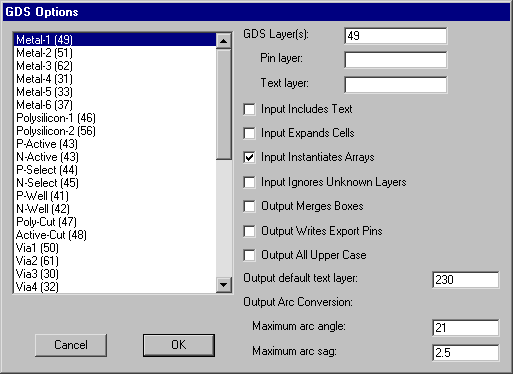 GDS Options
Metal-1 (49)
Metal-2 (51)
Metal-3 (62)
Metal-4 (31)
Metal-5 (33)
Metal-6 (37)
Polysilicon-1 (46)
Polysilicon-2 (56)
P-Active (43)
N-Active (43)
P-Select (44)
N-Select (45)
P-Well (41)
N-Well (42)
Poly-Cut (47)
Active-Cut (48)
Via1 (50)
Via2 (61)
Via3 (30)
Via4 (32)
Cancel
OK
GDS Layer(s): 49
Pin layer:
Text layer:
Input Includes Text
Input Expands Cells
Input Instantiates Arrays
Input Ignores Unknown Layers
Output Merges Boxes
Output Writes Export Pins
Output All Upper Case
Output default text layer: 230
Output Arc Conversion:
Maximum arc angle: 21
Maximum arc sag: 2.5